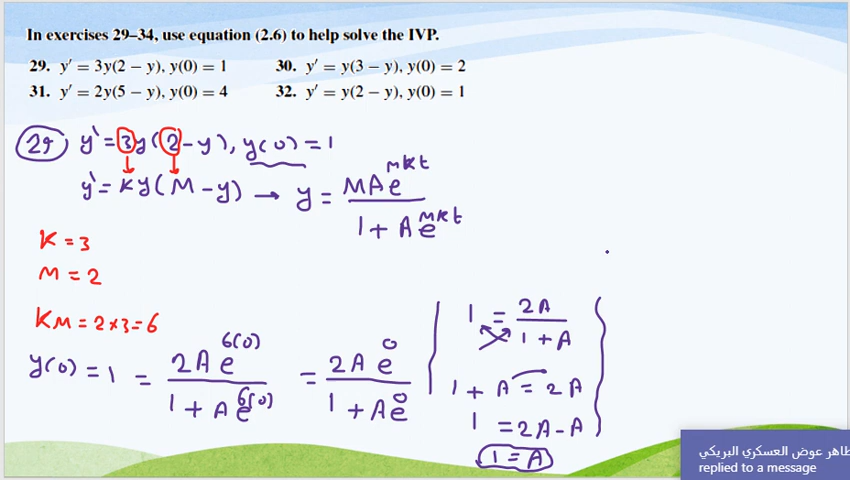 In exercises 29–34, use equation (2.6) to help solve the IVP.
29. y′ = 3y(2 − y), y(0) = 1
30. y′ = y(3 − y), y(0) = 2
31. y′ = 2y(5 − y), y(0) = 4
32. y′ = y(2 − y), y(0) = 1
29) y' = 3y(2 - y), y(0) = 1
y' = Ky(M - y) → y = MAe^{MKt} / 1 + Ae^{MKt}
K = 3
M = 2
KM = 2 × 3 = 6
y(0) = 1 = 2Ae^{6(0)} / 1 + Ae^{6(0)} = 2Ae^0 / 1 + Ae^0
1 = 2A / 1 + A
1 + A = 2A
1 = 2A - A
1 = A
طاهر عوض العسكري البريكي
replied to a message